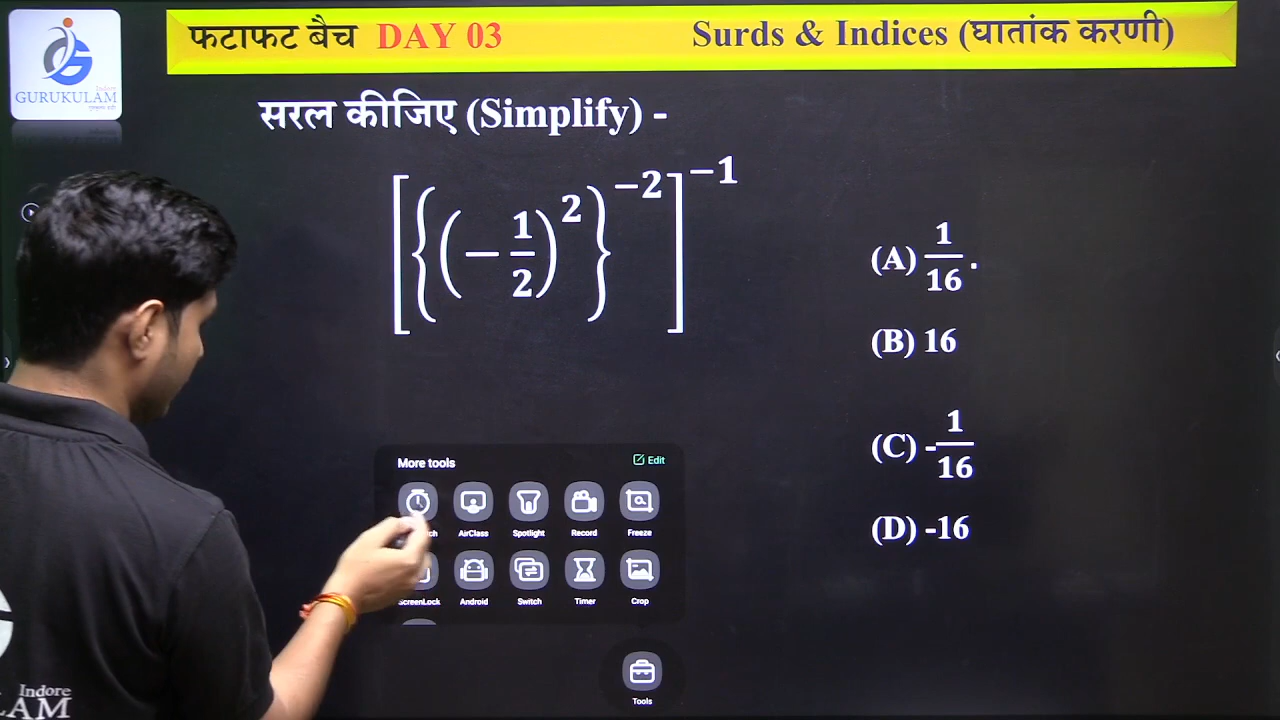 फटाफट बैच DAY 03
Surds & Indices (घातांक करणी)
Indore
GURUKULAM
सरल कीजिए (Simplify) -
[{(-1/2)^2}^-2]^-1
(A) 1/16 .
(B) 16
(C) -1/16
(D) -16
More tools
Edit
AirClass Spotlight Record Freeze
ScreenLock Android Switch Timer Crop
Tools
Indore
LAM